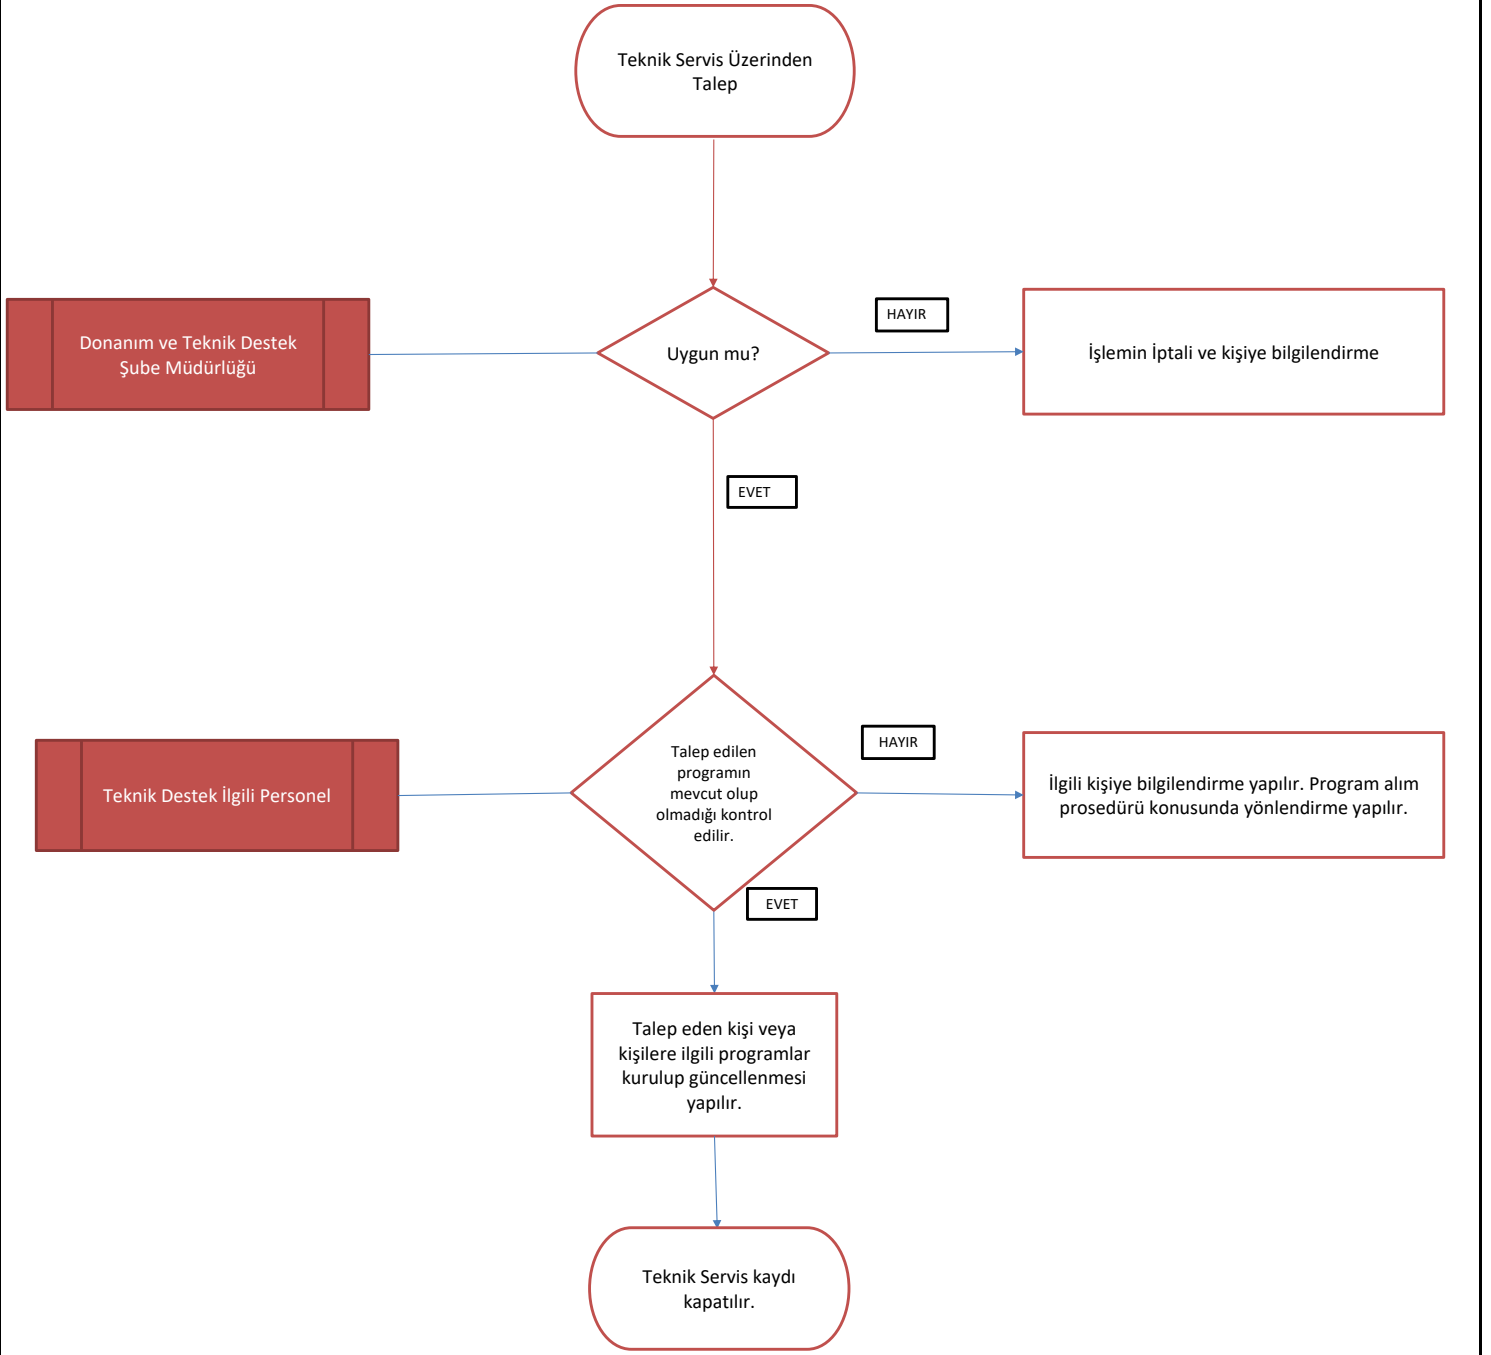 Teknik Servis Üzerinden
Talep
Donanım ve Teknik Destek
Şube Müdürlüğü
Uygun mu?
HAYIR
İşlemin İptali ve kişiye bilgilendirme
EVET
Teknik Destek İlgili Personel
Talep edilen
programın
mevcut olup
olmadığı kontrol
edilir.
HAYIR
İlgili kişiye bilgilendirme yapılır. Program alım
prosedürü konusunda yönlendirme yapılır.
EVET
Talep eden kişi veya
kişilere ilgili programlar
kurulup güncellenmesi
yapılır.
Teknik Servis kaydı
kapatılır.